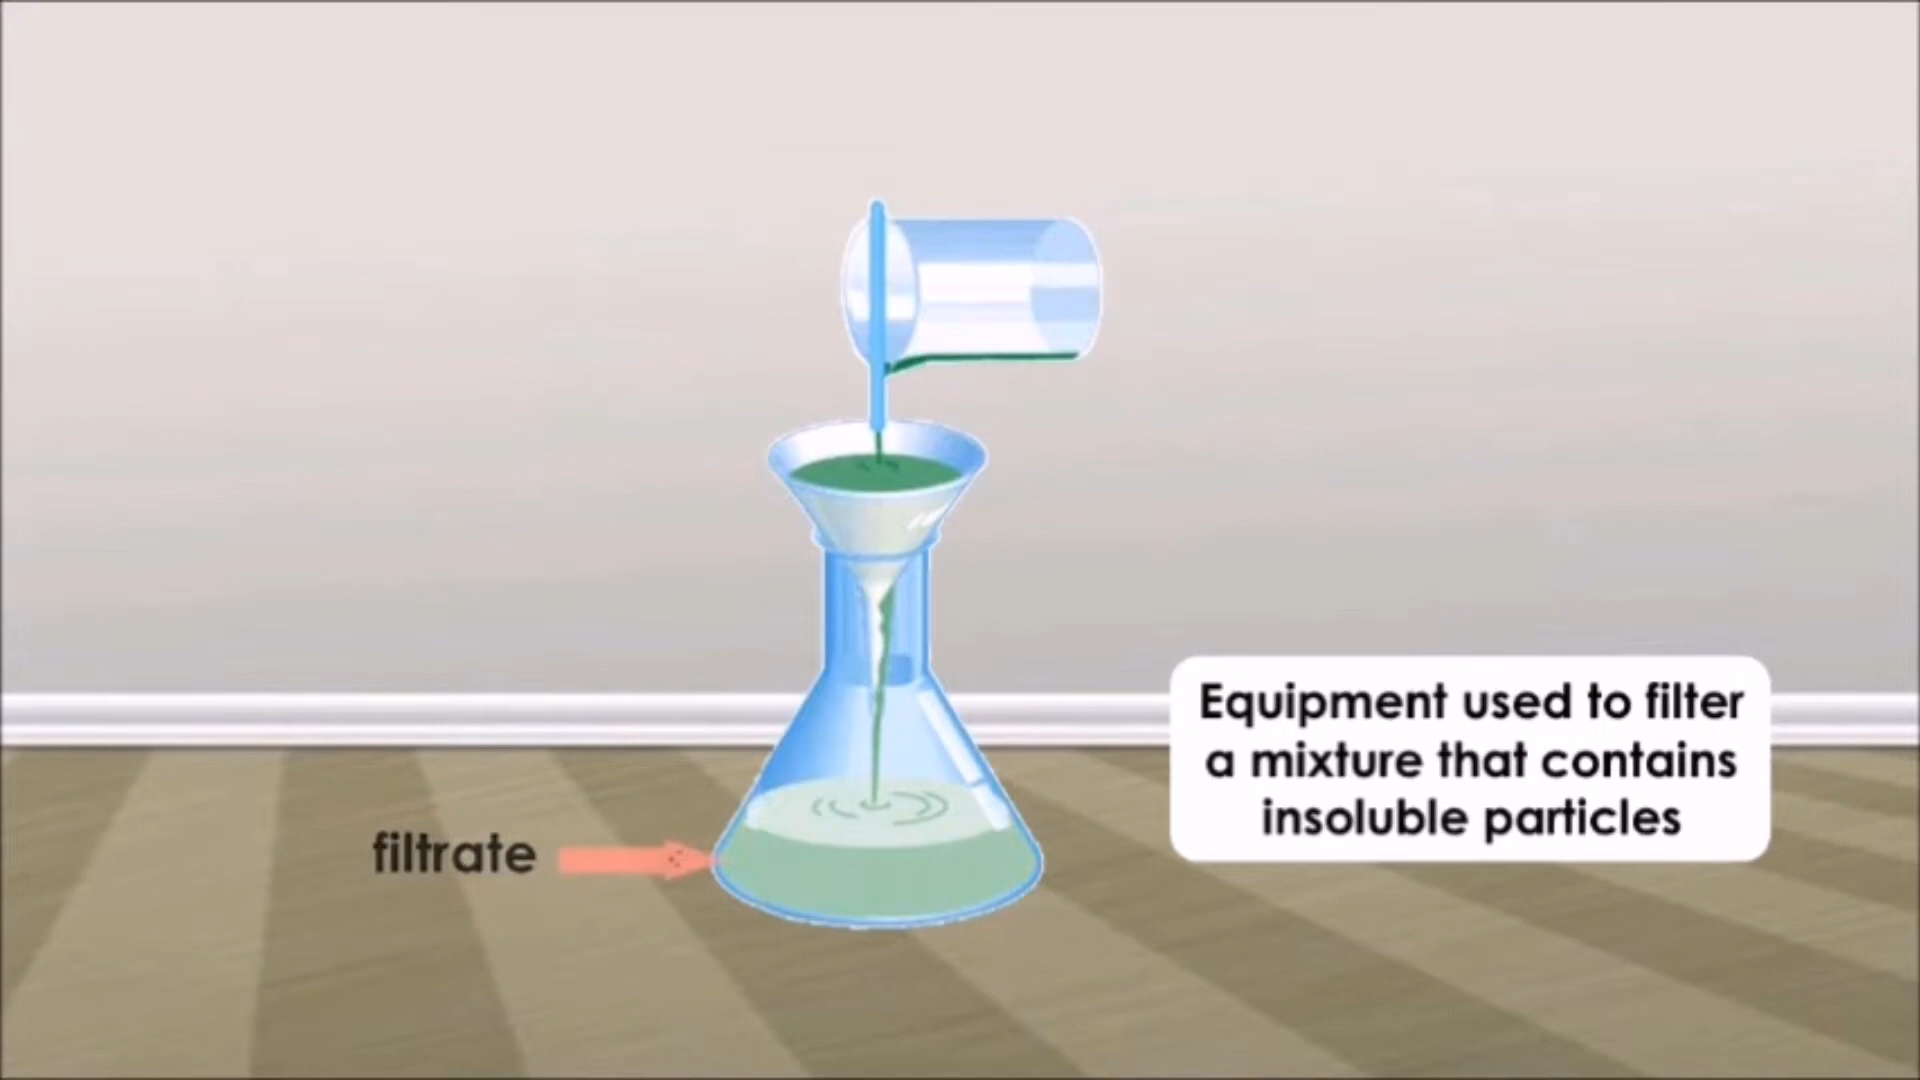 Equipment used to filter
a mixture that contains
insoluble particles
filtrate